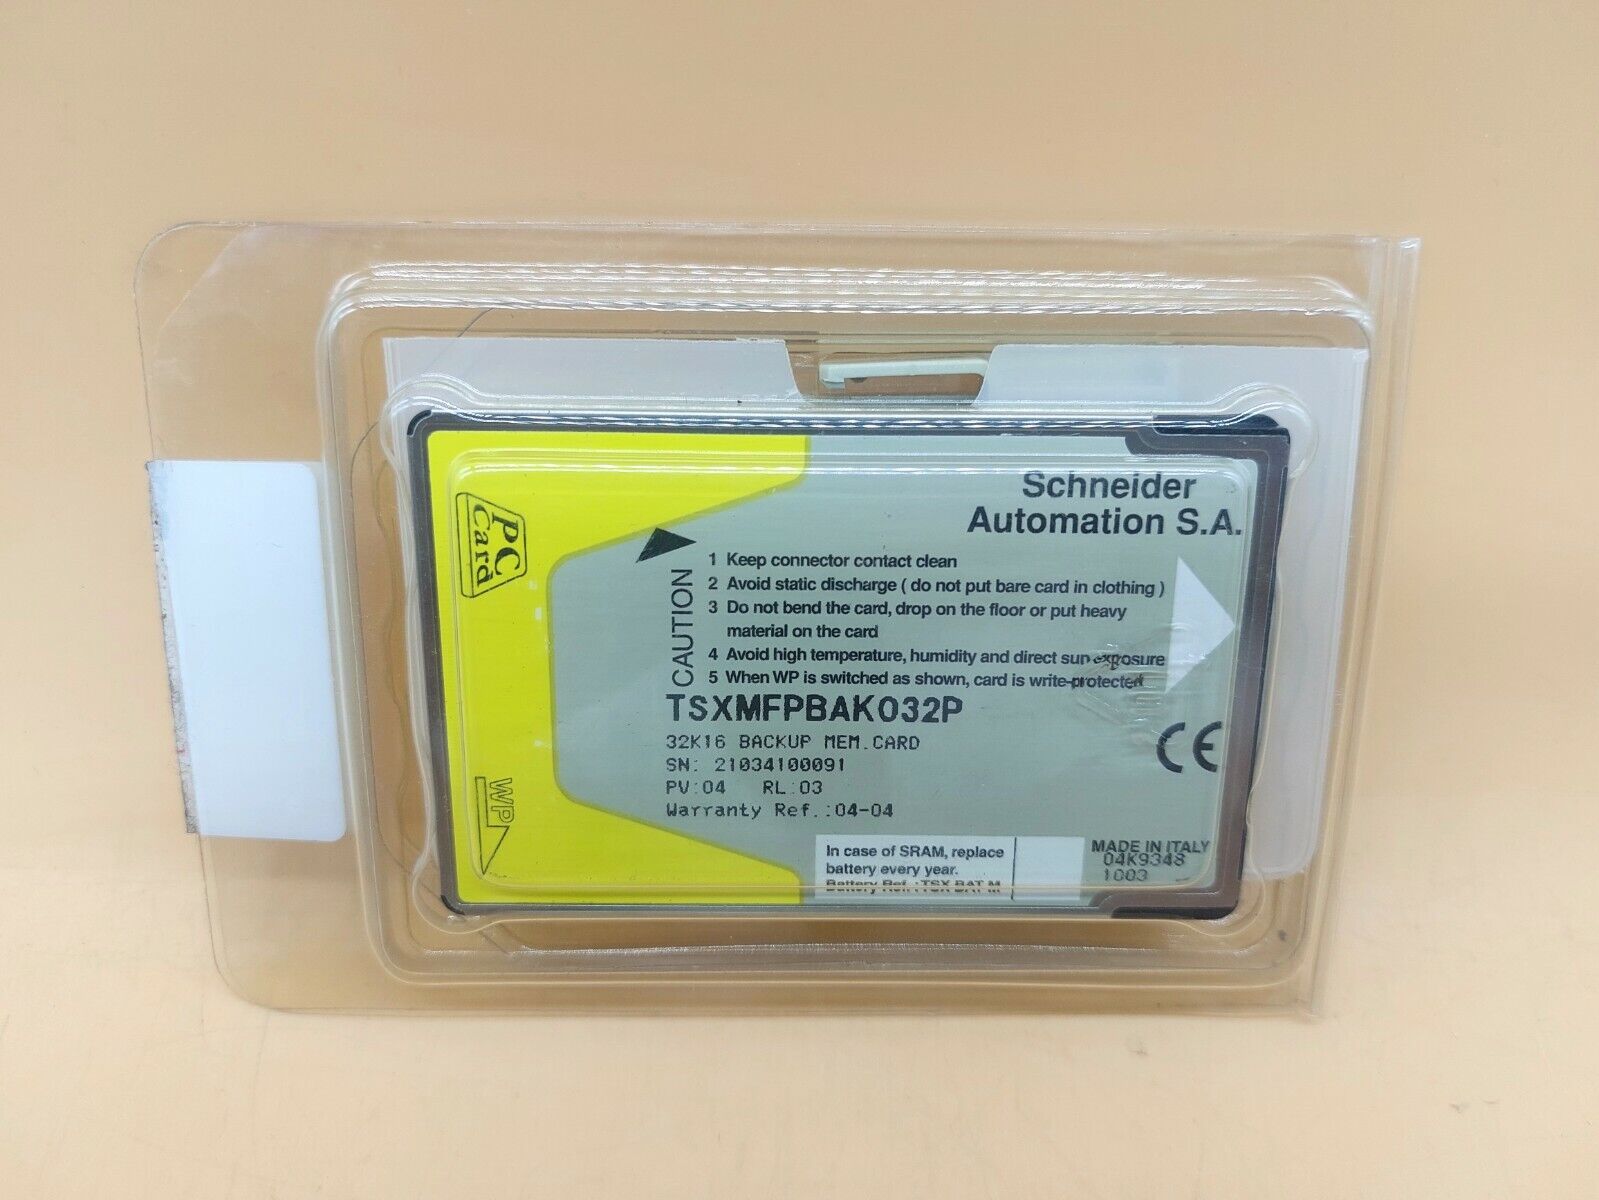 PC
Card
Schneider
Automation S.A.
CAUTION
1 Keep connector contact clean
2 Avoid static discharge ( do not put bare card in clothing )
3 Do not bend the card, drop on the floor or put heavy
material on the card
4 Avoid high temperature, humidity and direct sun exposure
5 When WP is switched as shown, card is write-protected
TSXMFPBAK032P
32K16 BACKUP MEM.CARD
SN: 21034100091
PV:04 RL:03
Warranty Ref.:04-04
CE
WP
In case of SRAM, replace
battery every year.
Battery Ref. : TSX BAT M
MADE IN ITALY
04K9348
1003